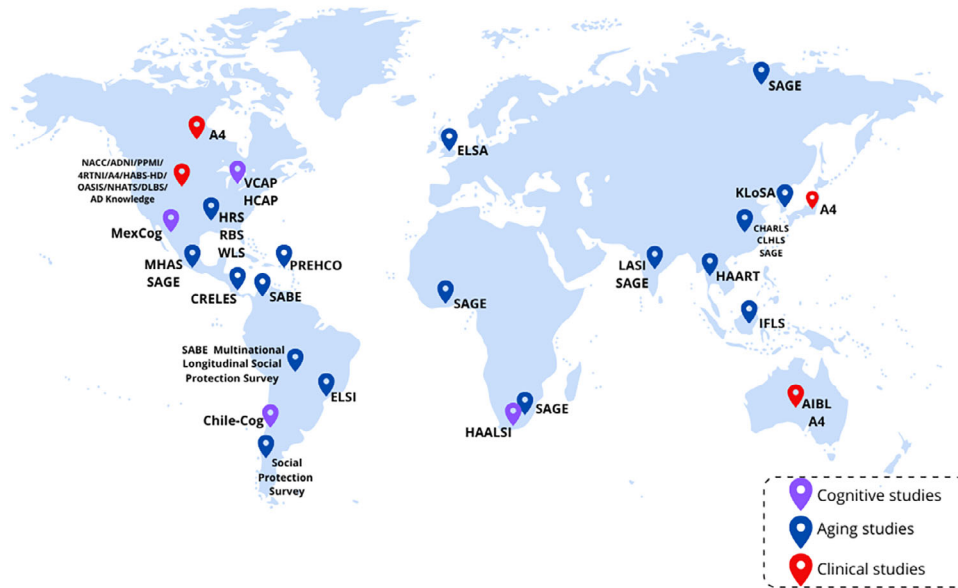 SAGE
A4
ELSA
NACC/ADNI/PPMI/
4RTNI/A4/HABS-HD/
OASIS/NHATS/DLBS/
AD Knowledge
VCAP
HCAP
KLoSA
A4
MexCog
HRS
RBS
WLS
CHARLS
CLHLS
SAGE
MHAS
SAGE
PREHCO
LASI
SAGE
HAART
CRELES
SABE
SAGE
IFLS
SABE Multinational
Longitudinal Social
Protection Survey
ELSI
AIBL
A4
Chile-Cog
SAGE
HAALSI
Social
Protection
Survey
Cognitive studies
Aging studies
Clinical studies